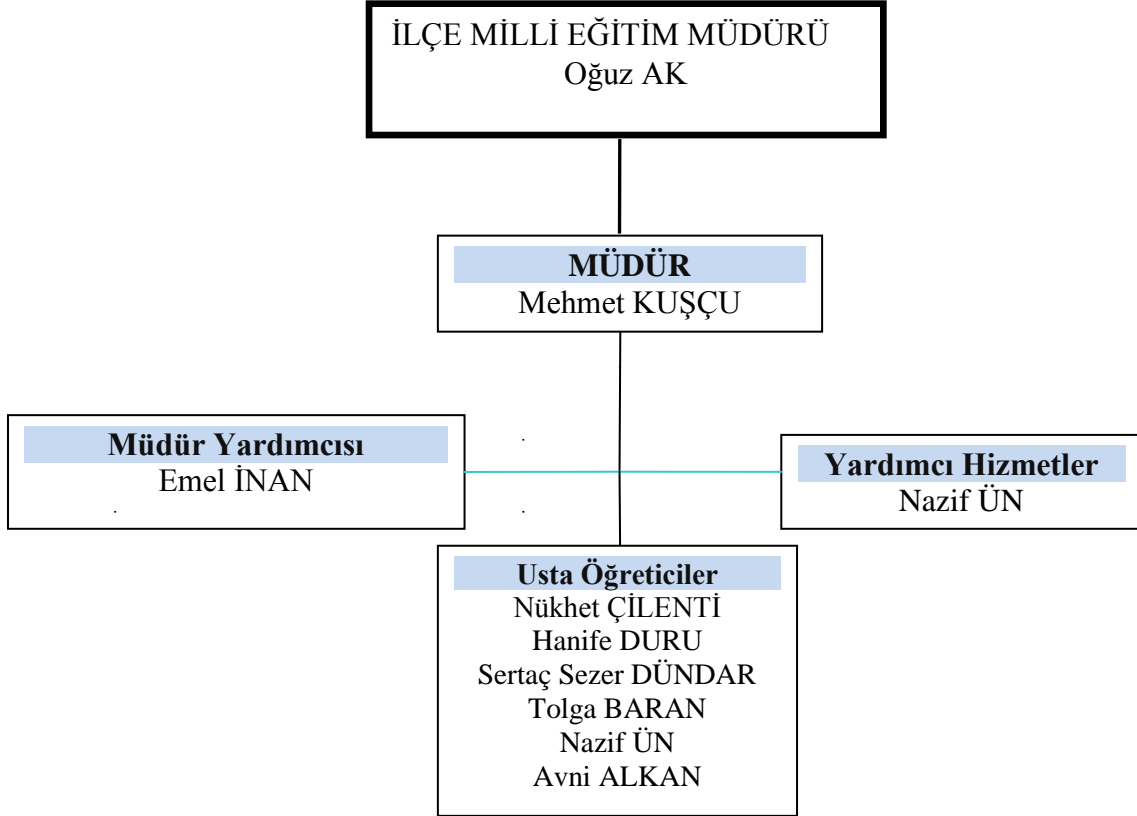 İLÇE MİLLİ EĞİTİM MÜDÜRÜ
Oğuz AK
MÜDÜR
Mehmet KUŞÇU
Müdür Yardımcısı
Emel İNAN
Yardımcı Hizmetler
Nazif ÜN
Usta Öğreticiler
Nükhet ÇİLENTİ
Hanife DURU
Sertaç Sezer DÜNDAR
Tolga BARAN
Nazif ÜN
Avni ALKAN